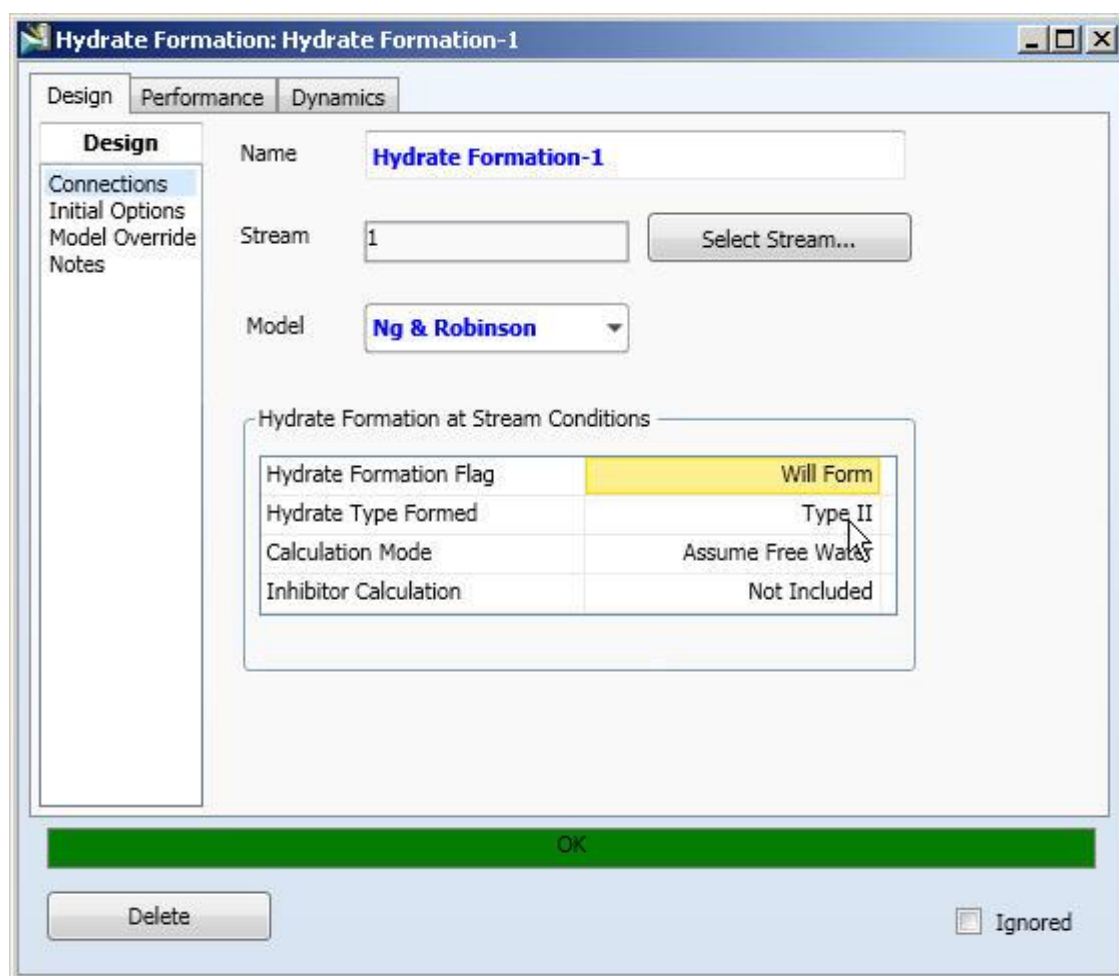 Hydrate Formation: Hydrate Formation-1
Design Performance Dynamics
Design
Connections
Initial Options
Model Override
Notes
Name Hydrate Formation-1
Stream 1 Select Stream...
Model Ng & Robinson
Hydrate Formation at Stream Conditions
Hydrate Formation Flag Will Form
Hydrate Type Formed Type II
Calculation Mode Assume Free Water
Inhibitor Calculation Not Included
OK
Delete Ignored